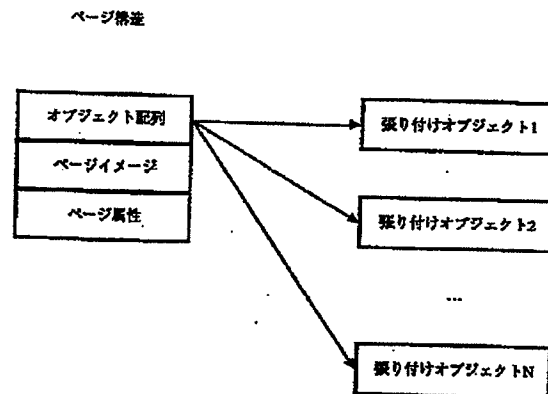 ページ構造
オブジェクト配列
ページイメージ
ページ属性
張り付けオブジェクト1
張り付けオブジェクト2
...
張り付けオブジェクトN